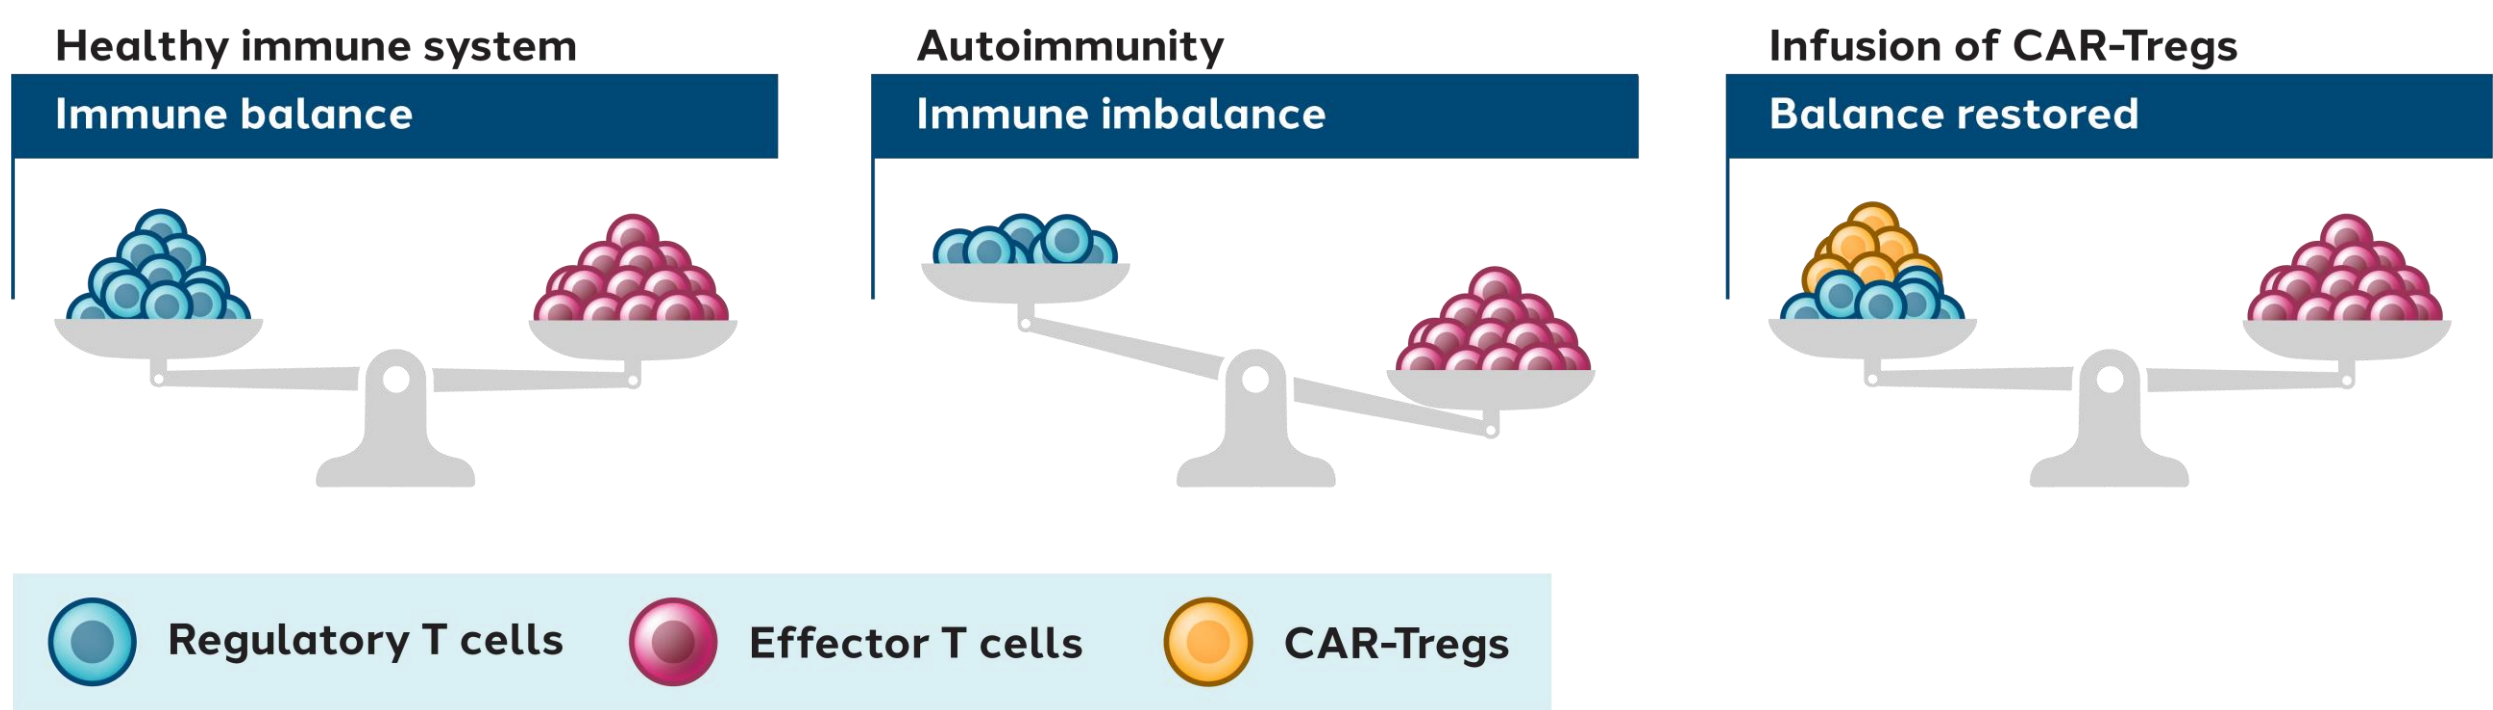 Healthy immune system
Immune balance
Autoimmunity
Immune imbalance
Infusion of CAR-Tregs
Balance restored
Regulatory T cells
Effector T cells
CAR-Tregs